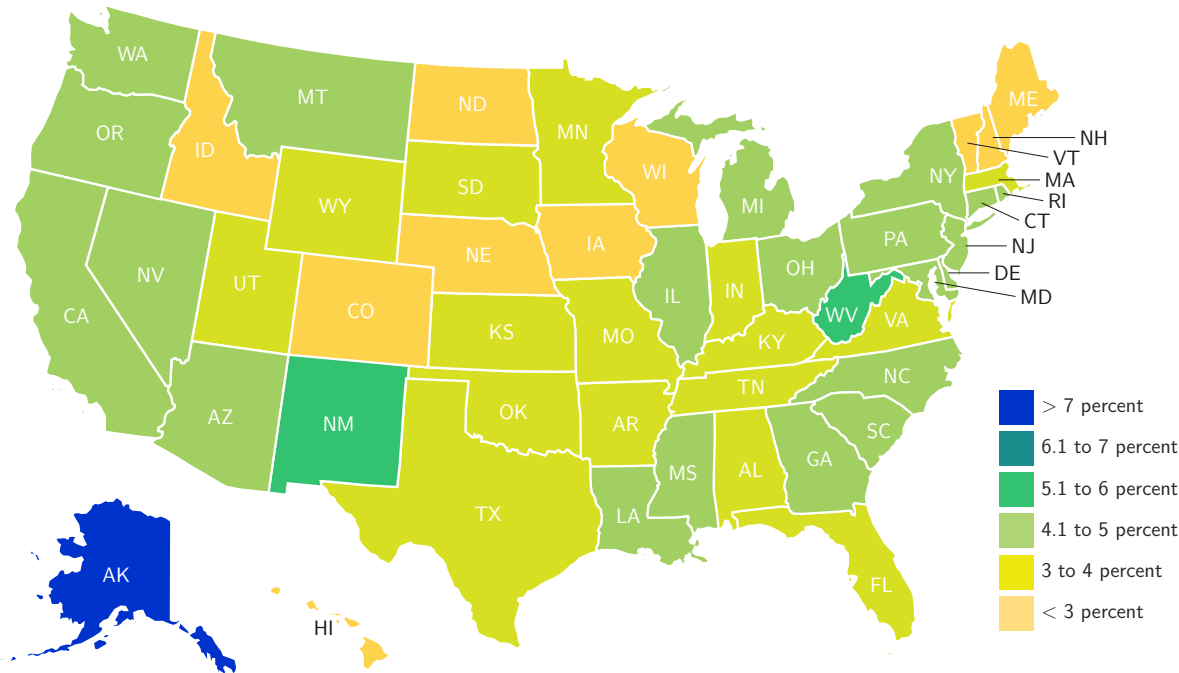 WA
MT
ND
MN
ME
OR
ID
SD
WI
NH
VT
NY
MA
WY
MI
RI
CT
NV
UT
NE
IA
PA
NJ
OH
DE
CA
CO
IL
IN
MD
WV
VA
KS
MO
KY
AZ
NM
OK
AR
TN
NC
SC
MS
AL
GA
TX
LA
> 7 percent
6.1 to 7 percent
5.1 to 6 percent
4.1 to 5 percent
3 to 4 percent
< 3 percent
AK
FL
HI